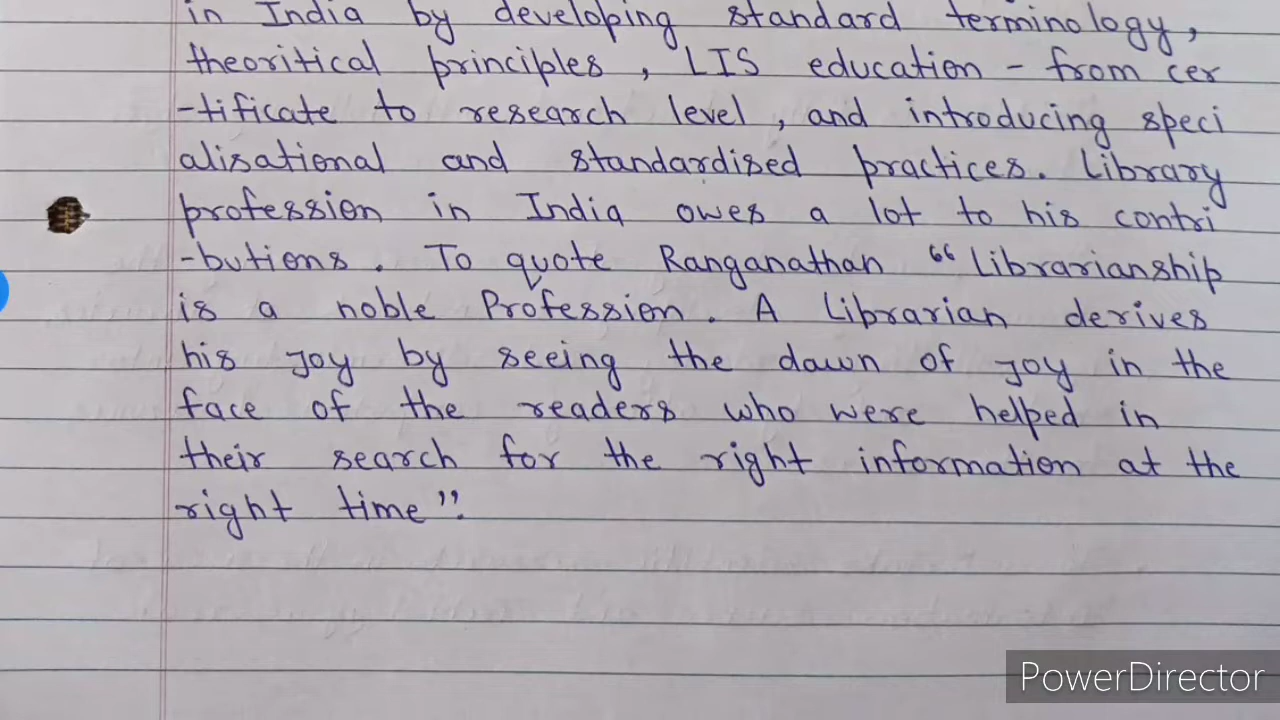 in India by developing standard terminology,
theoritical principles, LIS education - from cer
-tificate to research level, and introducing speci
alisational and standardised practices. Library
profession in India owes a lot to his contri
-butions. To quote Ranganathan "Librarianship
is a noble Profession. A Librarian derives
his joy by seeing the dawn of joy in the
face of the readers who were helped in
their search for the right information at the
right time".
PowerDirector